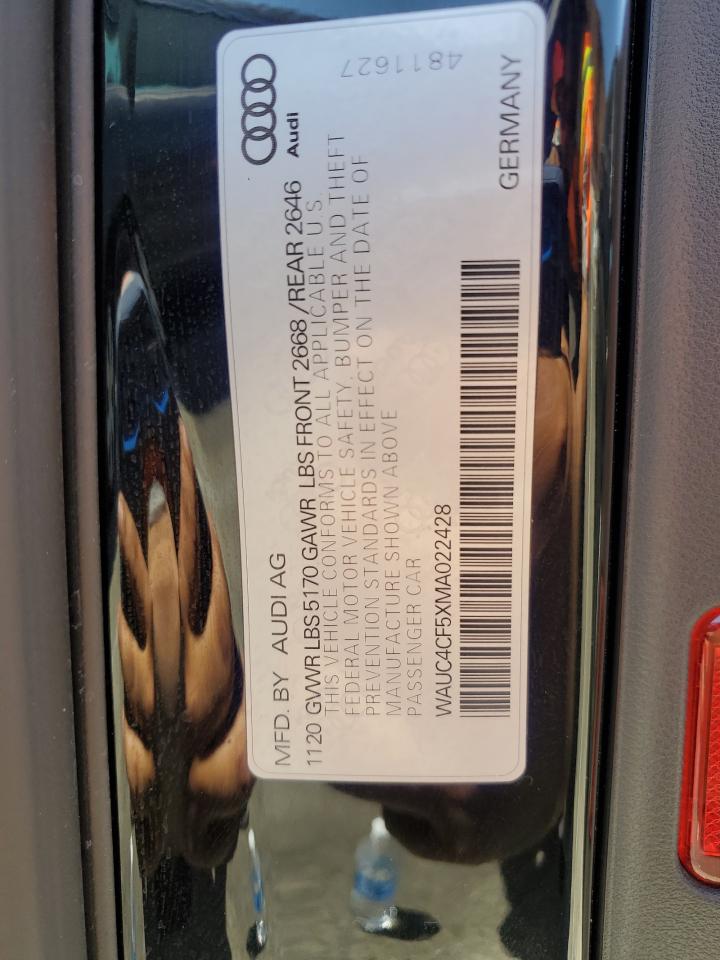 MFD. BY AUDI AG
Audi
1120 GVWR LBS 5170 GAWR LBS FRONT 2668 /REAR 2646
THIS VEHICLE CONFORMS TO ALL APPLICABLE U.S.
FEDERAL MOTOR VEHICLE SAFETY, BUMPER AND THEFT
PREVENTION STANDARDS IN EFFECT ON THE DATE OF
MANUFACTURE SHOWN ABOVE
PASSENGER CAR
4811627
WAUC4CF5XMA022428
GERMANY